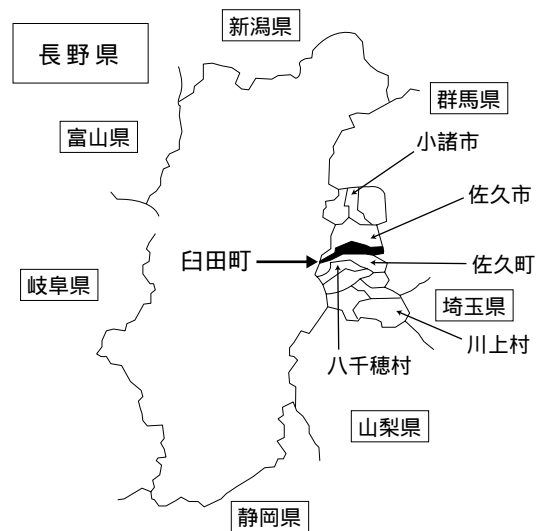 新潟県
長野県
群馬県
富山県
小諸市
佐久市
臼田町
佐久町
岐阜県
埼玉県
川上村
八千穂村
山梨県
静岡県